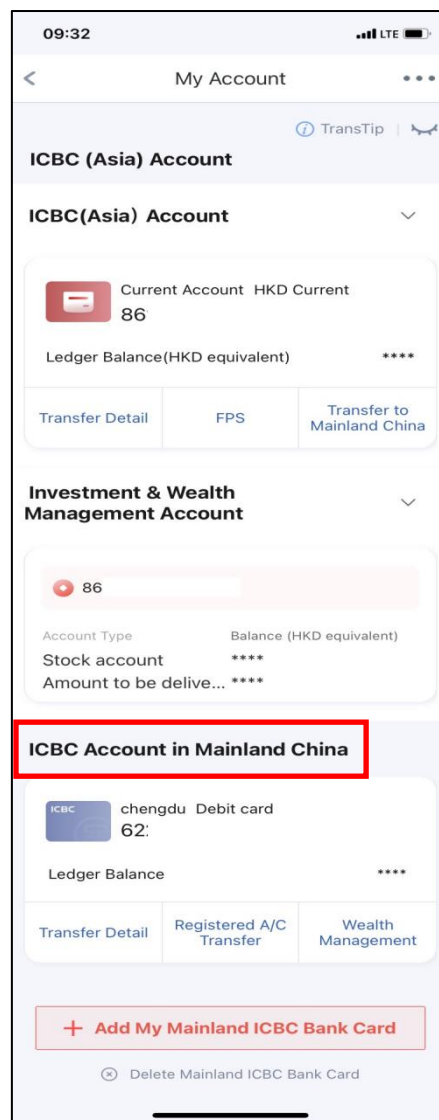 09:32
LTE
My Account
TransTip
ICBC (Asia) Account
ICBC(Asia) Account
Current Account HKD Current
86
Ledger Balance(HKD equivalent) ****
Transfer Detail
FPS
Transfer to
Mainland China
Investment & Wealth
Management Account
86
Account Type Balance (HKD equivalent)
Stock account ****
Amount to be delive... ****
ICBC Account in Mainland China
ICBC
chengdu Debit card
62
Ledger Balance ****
Transfer Detail
Registered A/C
Transfer
Wealth
Management
+ Add My Mainland ICBC Bank Card
Delete Mainland ICBC Bank Card